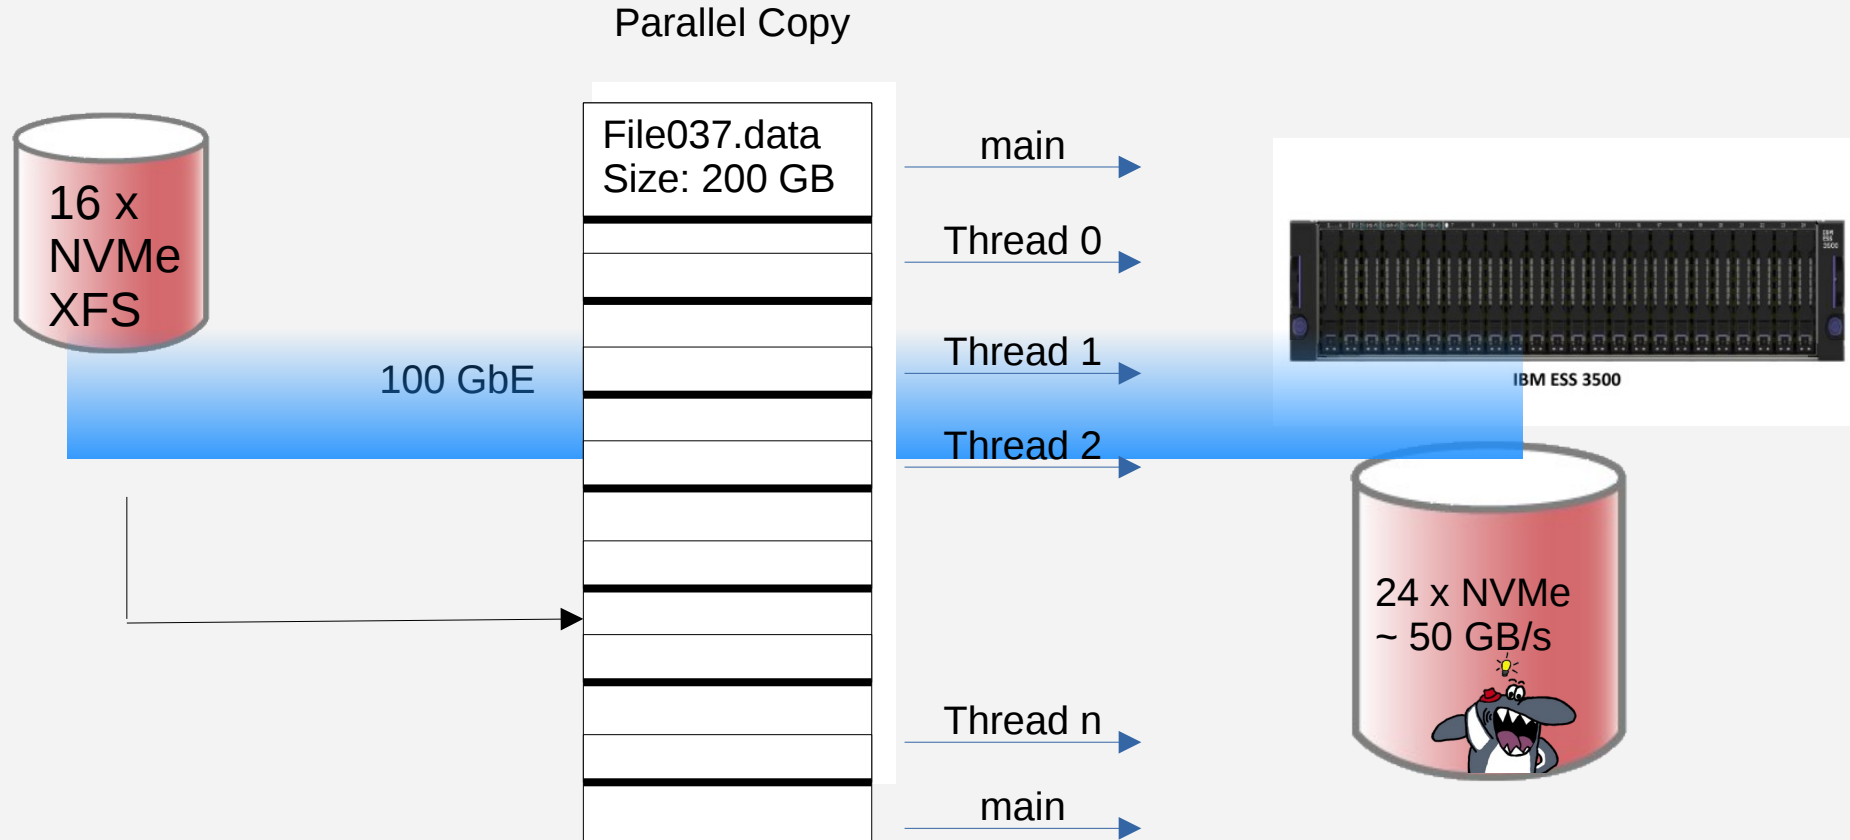 Parallel Copy
File037.data
Size: 200 GB
main
16 x
NVMe
XFS
Thread 0
Thread 1
100 GbE
IBM ESS 3500
Thread 2
24 x NVMe
~ 50 GB/s
Thread n
main